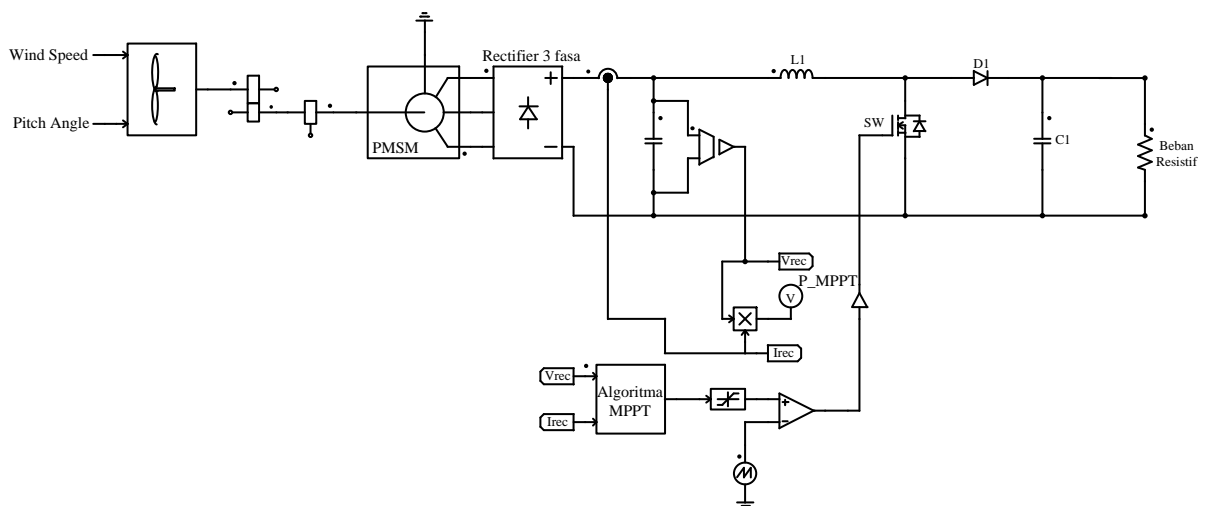 Wind Speed
Pitch Angle
PMSM
Rectifier 3 fasa
L1
D1
SW
C1
Beban
Resistif
Vrec
P_MPPT
V
Irec
Vrec
Irec
Algoritma
MPPT